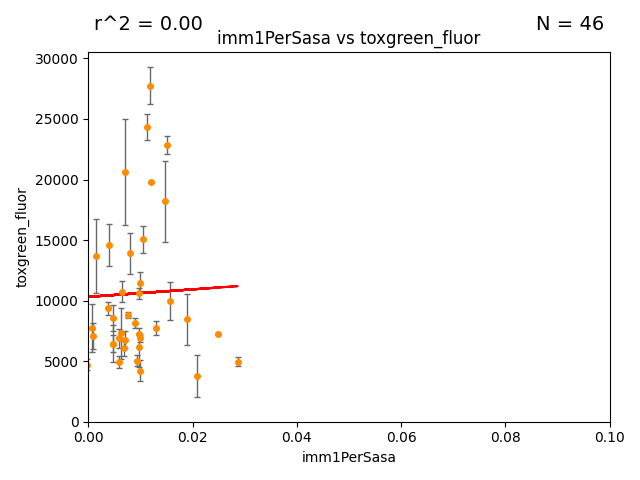 r^2 = 0.00
N = 46
imm1PerSasa vs toxgreen_fluor
30000
25000
20000
15000
10000
5000
0
toxgreen_fluor
0.00 0.02 0.04 0.06 0.08 0.10
imm1PerSasa